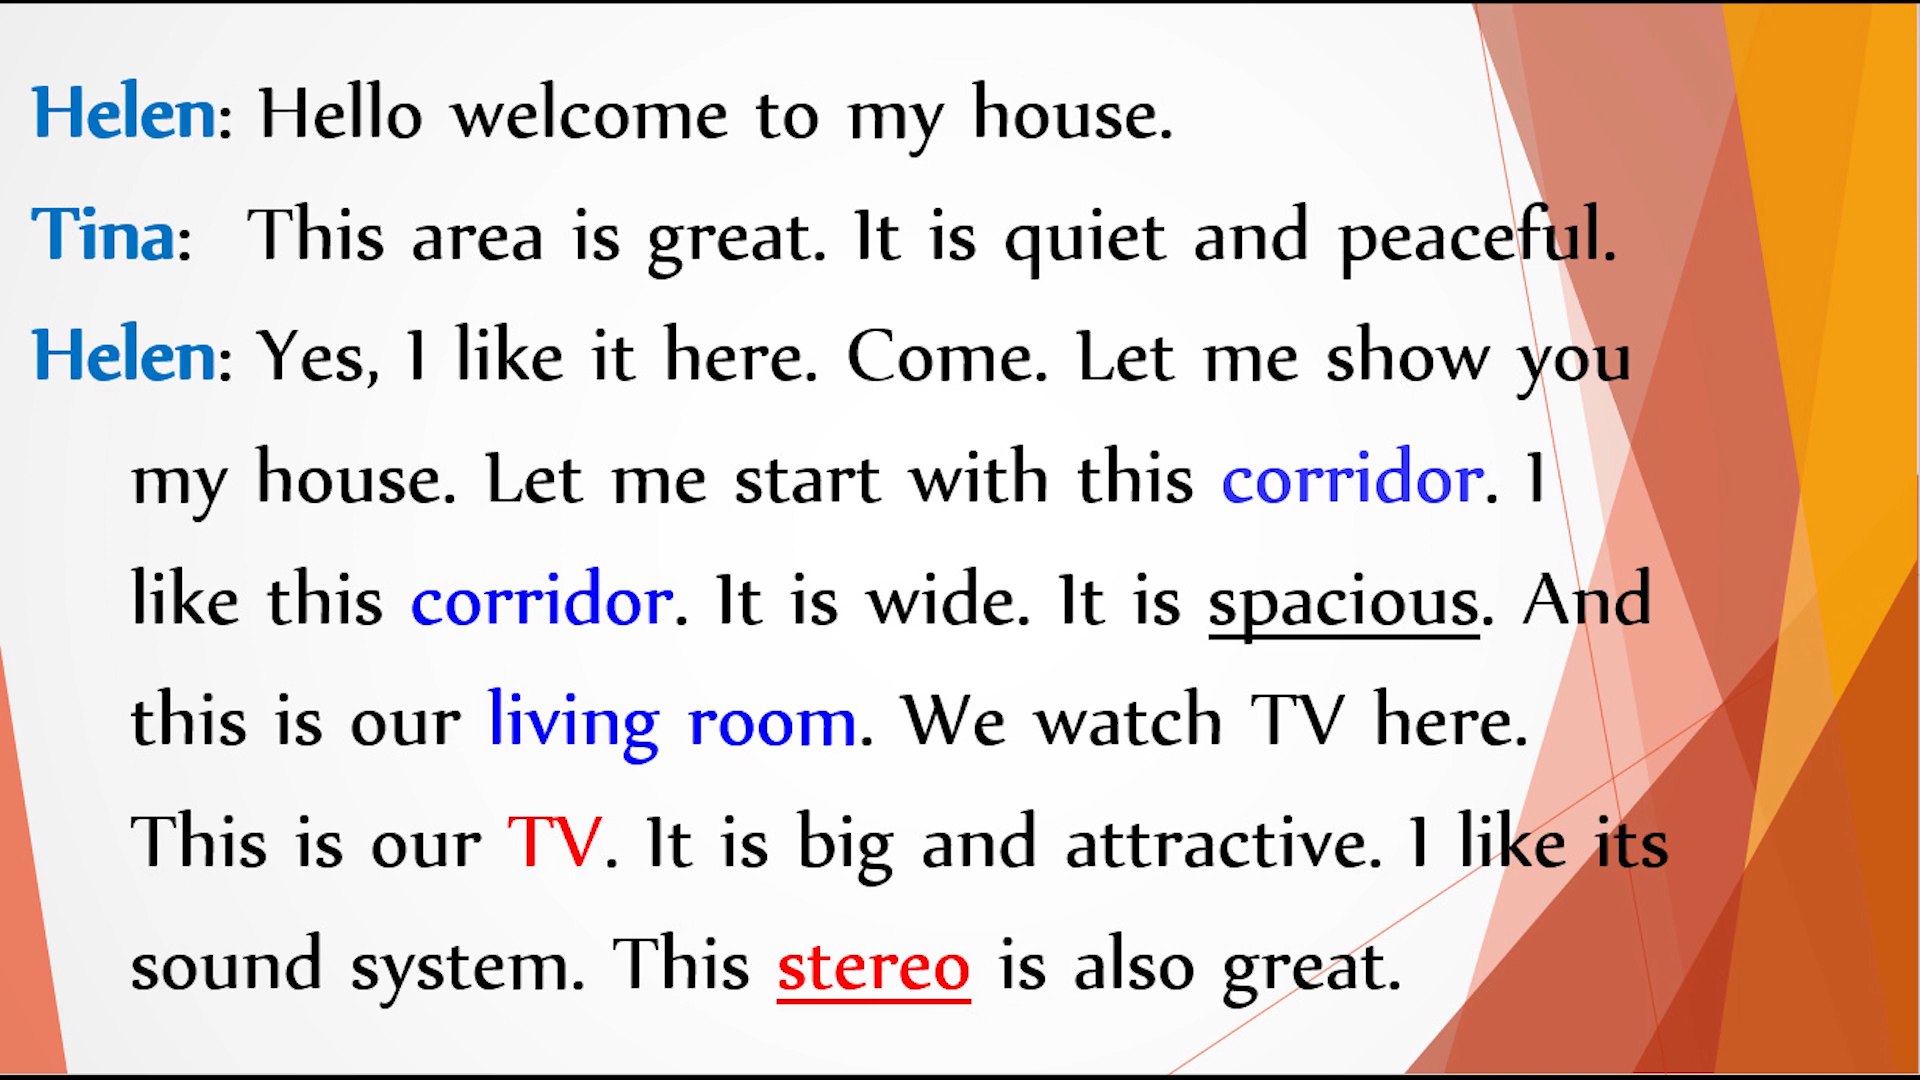 Helen: Hello welcome to my house.
Tina: This area is great. It is quiet and peaceful.
Helen: Yes, I like it here. Come. Let me show you
my house. Let me start with this corridor. I
like this corridor. It is wide. It is spacious. And
this is our living room. We watch TV here.
This is our TV. It is big and attractive. I like its
sound system. This stereo is also great.